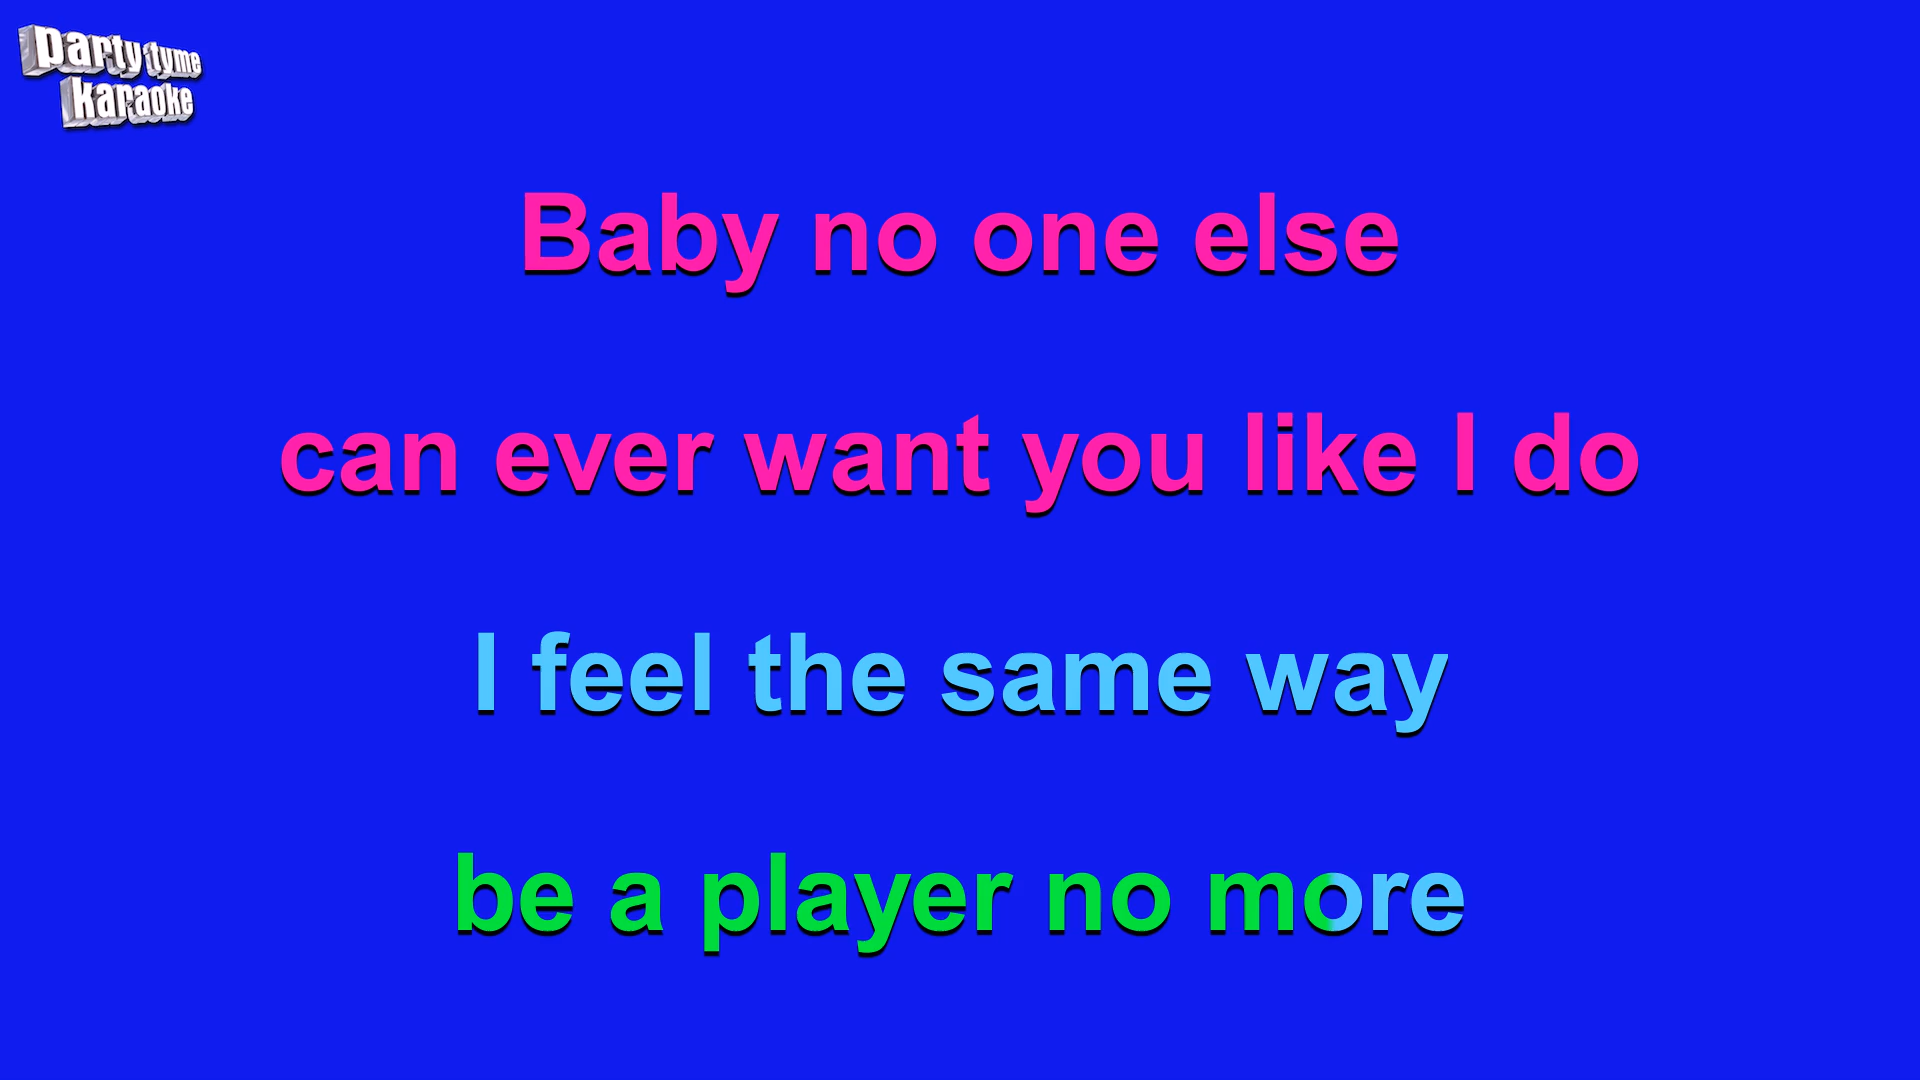 party tyme
karaoke
Baby no one else
can ever want you like I do
I feel the same way
be a player no more